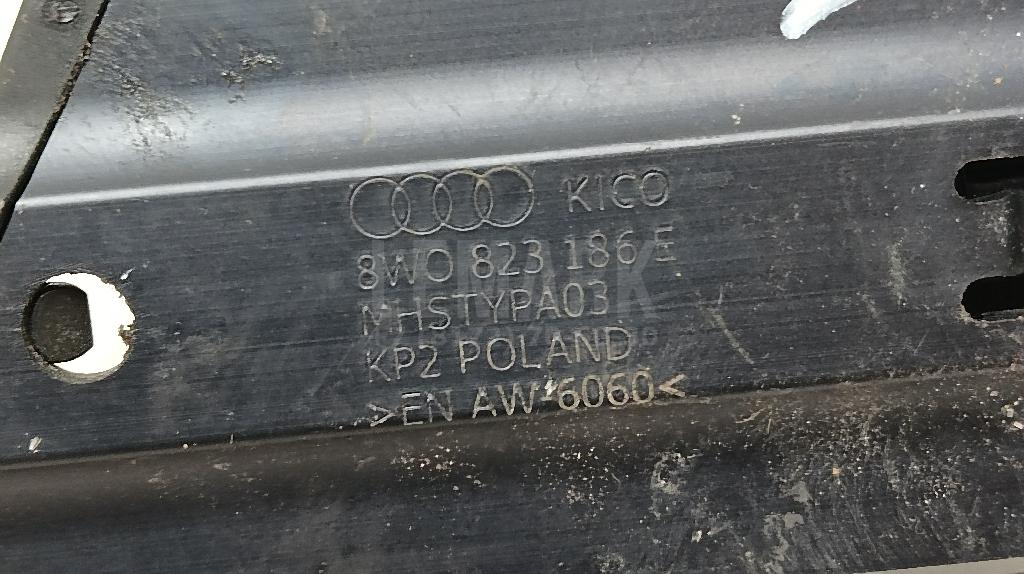 KICO
8W0 823 186 E
MHSTYPA03
KP2 POLAND
>EN AW 6060<